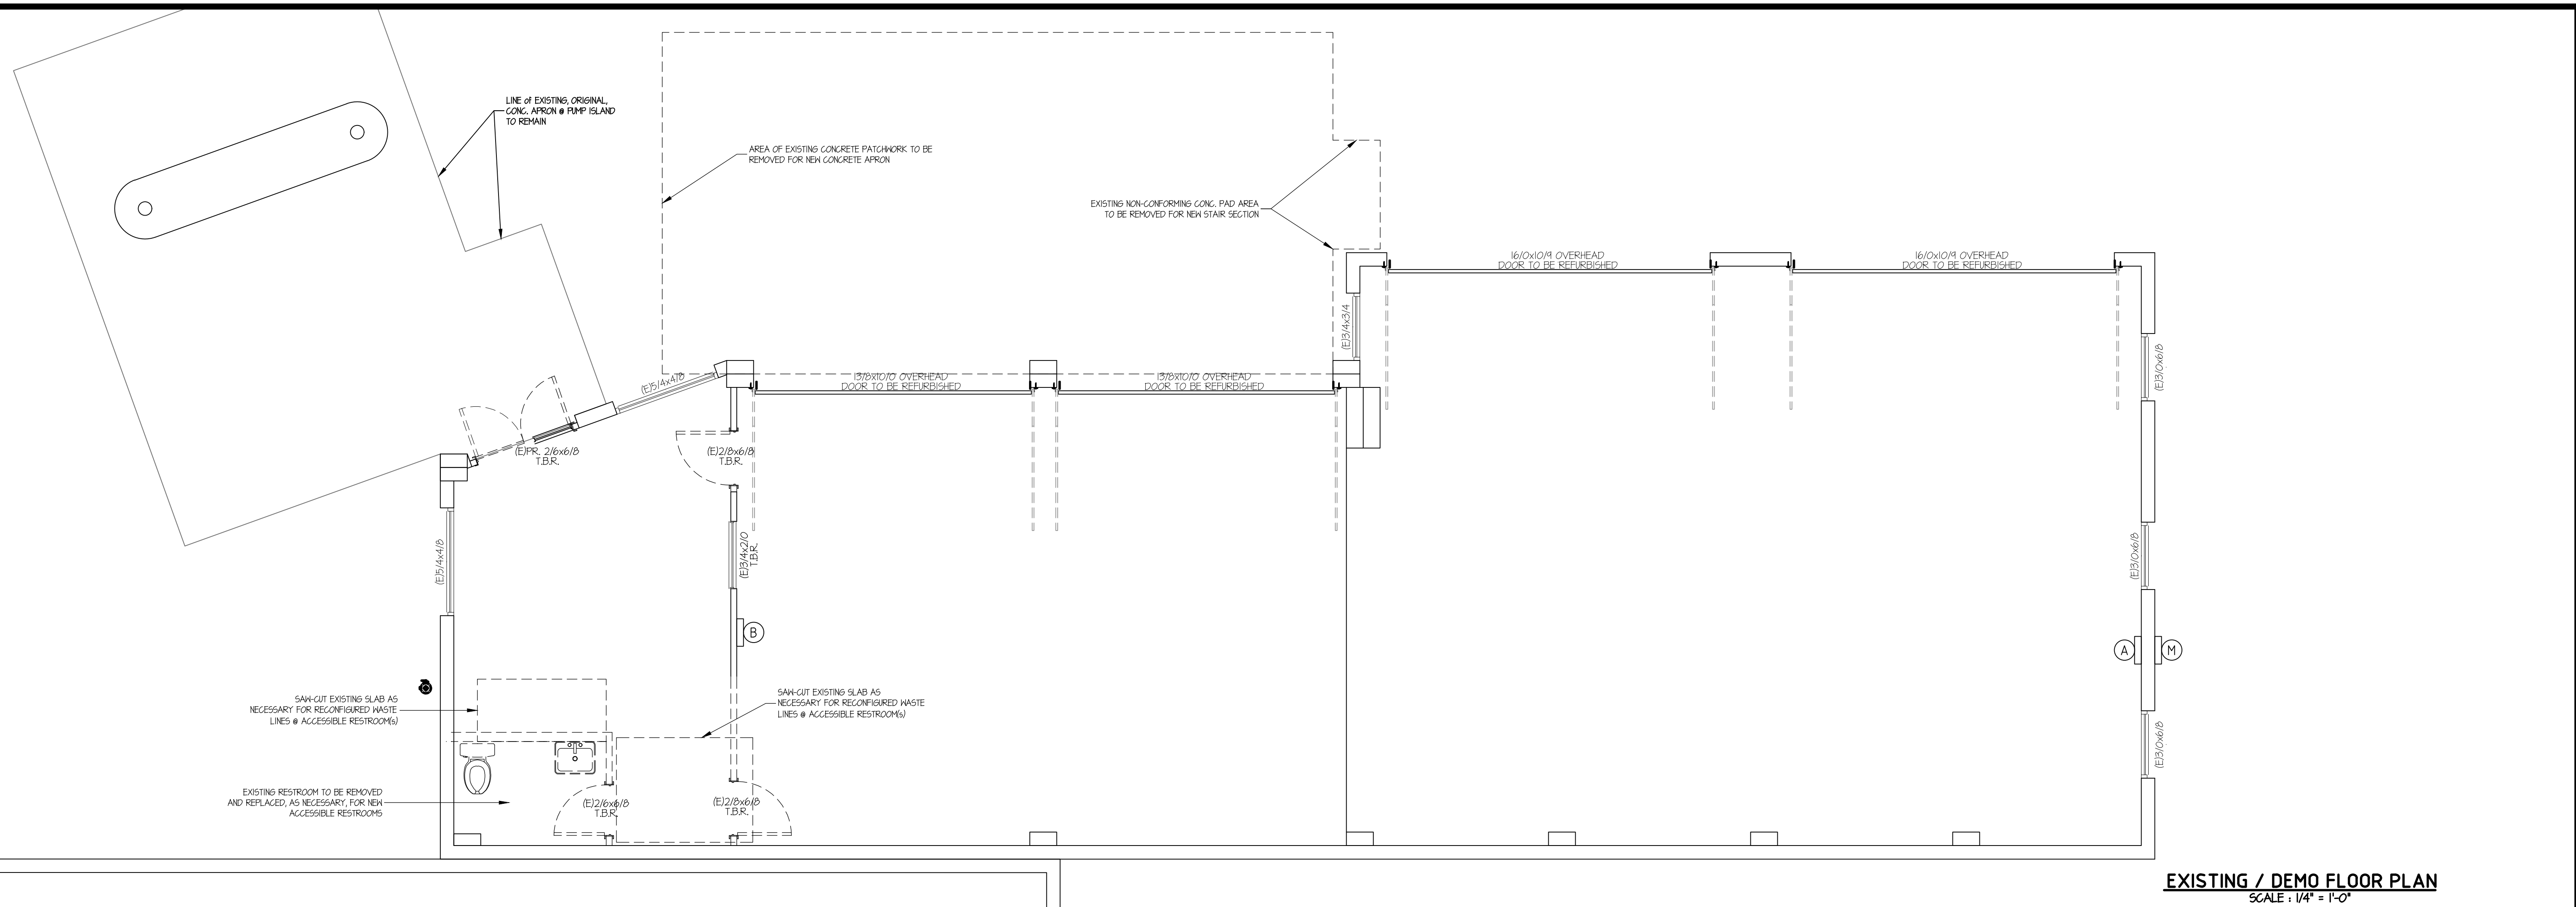 LINE of EXISTING, ORIGINAL,
CONC. APRON @ PUMP ISLAND
TO REMAIN
AREA OF EXISTING CONCRETE PATCHWORK TO BE
REMOVED FOR NEW CONCRETE APRON
EXISTING NON-CONFORMING CONC. PAD AREA
TO BE REMOVED FOR NEW STAIR SECTION
16/0x10/9 OVERHEAD
DOOR TO BE REFURBISHED
16/0x10/9 OVERHEAD
DOOR TO BE REFURBISHED
(E)3/4x3/4
(E)3/0x6/8
(E)5/4x4/8
13/8x10/0 OVERHEAD
DOOR TO BE REFURBISHED
13/8x10/0 OVERHEAD
DOOR TO BE REFURBISHED
(E)PR. 2/6x6/8
T.B.R.
(E)2/8x6/8
T.B.R.
(E)5/4x4/8
(E)3/4x2/0
T.B.R.
(E)3/0x6/8
B
A
M
SAW-CUT EXISTING SLAB AS
NECESSARY FOR RECONFIGURED WASTE
LINES @ ACCESSIBLE RESTROOM(s)
SAW-CUT EXISTING SLAB AS
NECESSARY FOR RECONFIGURED WASTE
LINES @ ACCESSIBLE RESTROOM(s)
(E)3/0x6/8
EXISTING RESTROOM TO BE REMOVED
AND REPLACED, AS NECESSARY, FOR NEW
ACCESSIBLE RESTROOMS
(E)2/6x6/8
T.B.R.
(E)2/8x6/8
T.B.R.
EXISTING / DEMO FLOOR PLAN
SCALE : 1/4" = 1'-0"